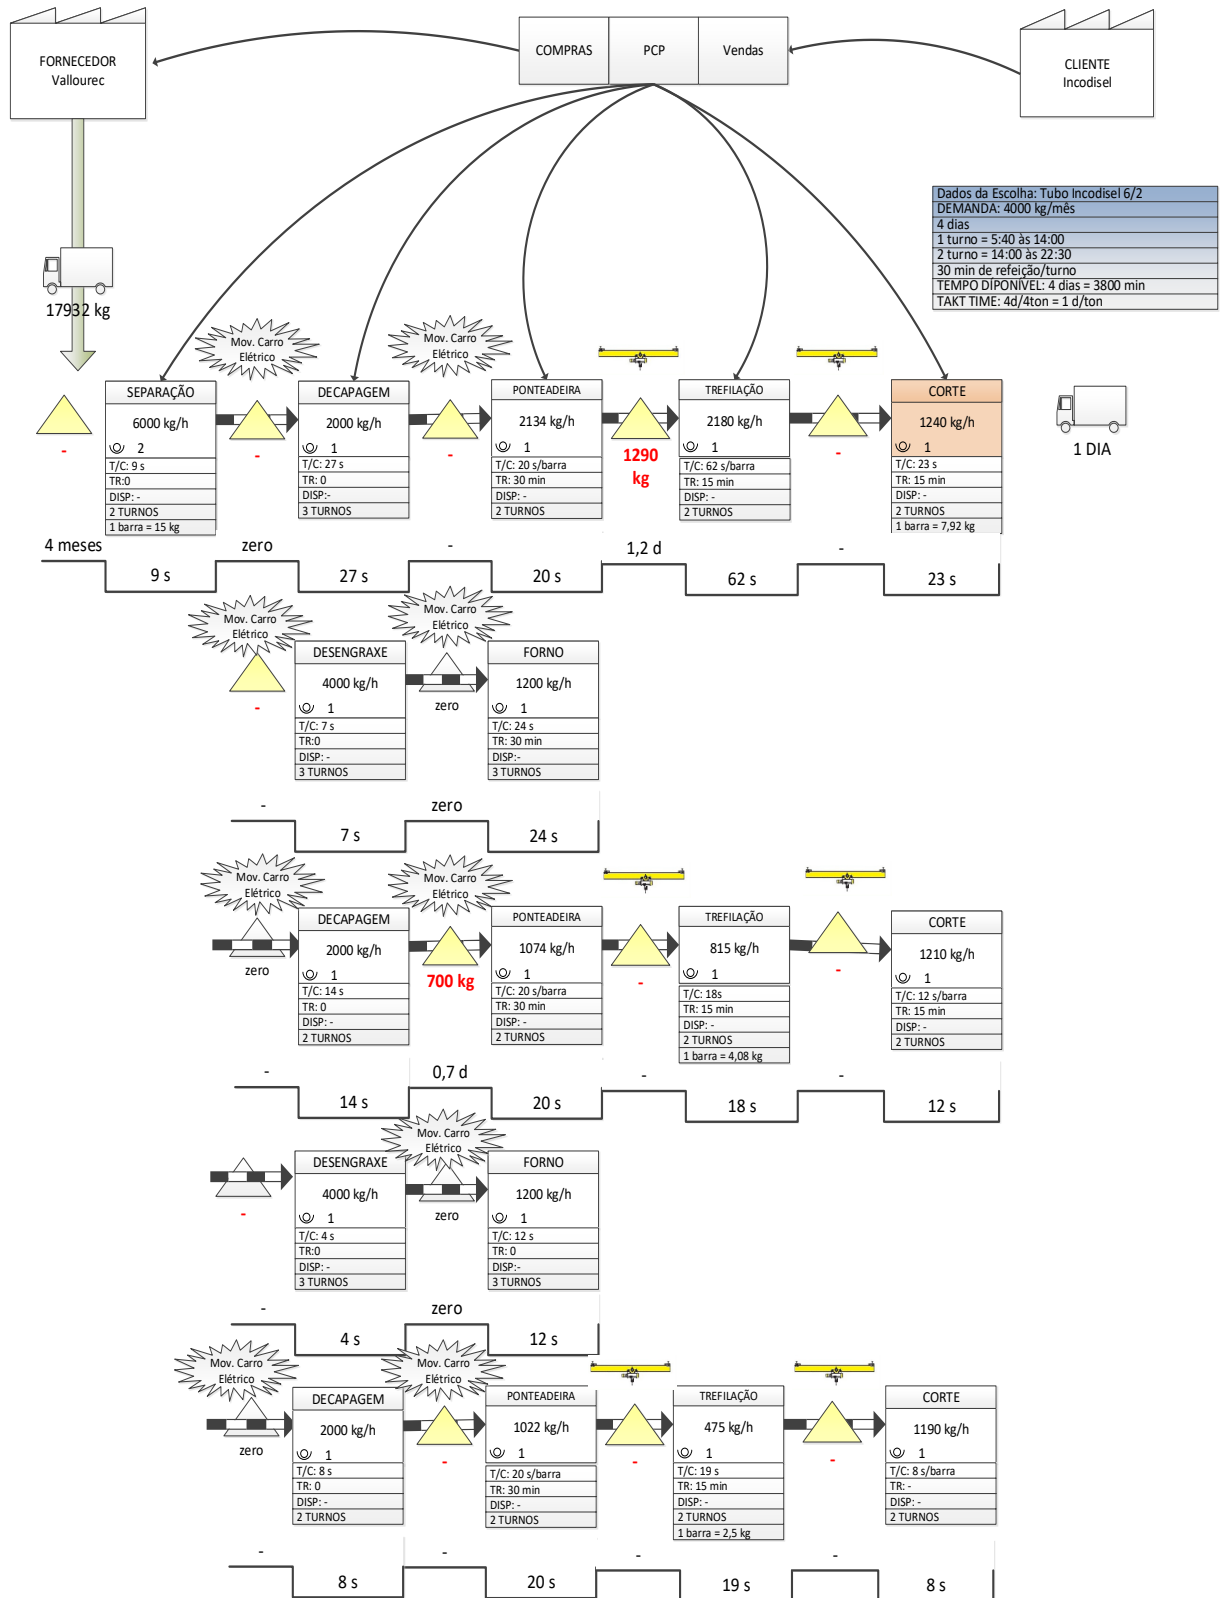 FORNECEDOR
Vallourec
COMPRAS
PCP
Vendas
CLIENTE
Incodisel
Dados da Escolha: Tubo Incodisel 6/2
DEMANDA: 4000 kg/mês
4 dias
1 turno = 5:40 às 14:00
2 turno = 14:00 às 22:30
30 min de refeição/turno
TEMPO DÍPONÍVEL: 4 dias = 3800 min
TAKT TIME: 4d/4ton = 1 d/ton
17932 kg
Mov. Carro
Elétrico
Mov. Carro
Elétrico
-
SEPARAÇÃO
6000 kg/h
2
T/C: 9 s
TR:0
DISP: -
2 TURNOS
1 barra = 15 kg
-
DECAPAGEM
2000 kg/h
1
T/C: 27 s
TR: 0
DISP:-
3 TURNOS
-
PONTEADEIRA
2134 kg/h
1
T/C: 20 s/barra
TR: 30 min
DISP: -
2 TURNOS
1290
kg
TREFILAÇÃO
2180 kg/h
1
T/C: 62 s/barra
TR: 15 min
DISP: -
2 TURNOS
-
CORTE
1240 kg/h
1
T/C: 23 s
TR: 15 min
DISP: -
2 TURNOS
1 barra = 7,92 kg
1 DIA
4 meses
9 s
zero
27 s
-
20 s
1,2 d
62 s
-
23 s
Mov. Carro
Elétrico
Mov. Carro
Elétrico
-
DESENGRAXE
4000 kg/h
1
T/C: 7 s
TR:0
DISP: -
3 TURNOS
zero
FORNO
1200 kg/h
1
T/C: 24 s
TR: 30 min
DISP:-
3 TURNOS
-
7 s
zero
24 s
Mov. Carro
Elétrico
Mov. Carro
Elétrico
zero
DECAPAGEM
2000 kg/h
1
T/C: 14 s
TR: 0
DISP: -
2 TURNOS
700 kg
PONTEADEIRA
1074 kg/h
1
T/C: 20 s/barra
TR: 30 min
DISP: -
2 TURNOS
-
TREFILAÇÃO
815 kg/h
1
T/C: 18s
TR: 15 min
DISP: -
2 TURNOS
1 barra = 4,08 kg
-
CORTE
1210 kg/h
1
T/C: 12 s/barra
TR: 15 min
DISP: -
2 TURNOS
-
14 s
0,7 d
20 s
-
18 s
-
12 s
Mov. Carro
Elétrico
-
DESENGRAXE
4000 kg/h
1
T/C: 4 s
TR:0
DISP: -
3 TURNOS
zero
FORNO
1200 kg/h
1
T/C: 12 s
TR: 0
DISP:-
3 TURNOS
-
4 s
zero
12 s
Mov. Carro
Elétrico
Mov. Carro
Elétrico
zero
DECAPAGEM
2000 kg/h
1
T/C: 8 s
TR: 0
DISP: -
2 TURNOS
-
PONTEADEIRA
1022 kg/h
1
T/C: 20 s/barra
TR: 30 min
DISP: -
2 TURNOS
-
TREFILAÇÃO
475 kg/h
1
T/C: 19 s
TR: 15 min
DISP: -
2 TURNOS
1 barra = 2,5 kg
-
CORTE
1190 kg/h
1
T/C: 8 s/barra
TR: -
DISP: -
2 TURNOS
-
8 s
-
20 s
-
19 s
-
8 s